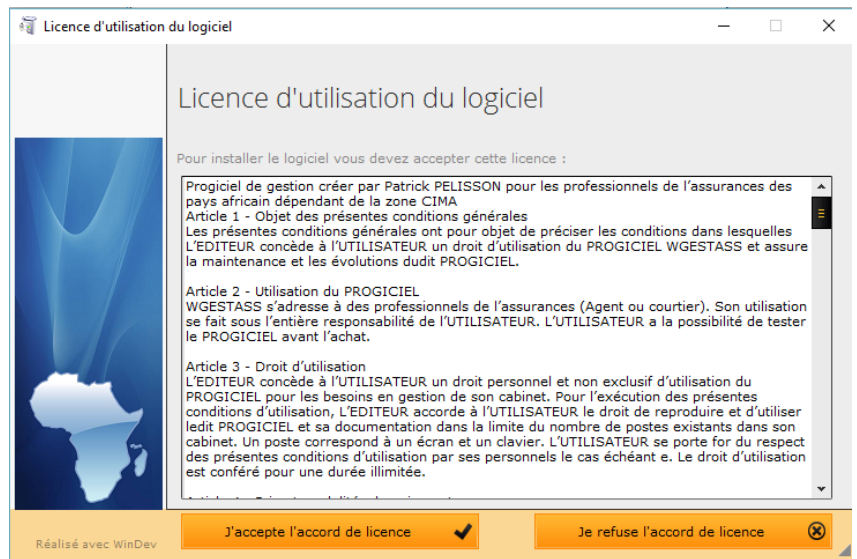 Licence d'utilisation du logiciel
Licence d'utilisation du logiciel
Pour installer le logiciel vous devez accepter cette licence :
Progiciel de gestion créer par Patrick PELISSON pour les professionnels de l'assurances des
pays africain dépendant de la zone CIMA
Article 1 - Objet des présentes conditions générales
Les présentes conditions générales ont pour objet de préciser les conditions dans lesquelles
L'EDITEUR concède à l'UTILISATEUR un droit d'utilisation du PROGICIEL WGESTASS et assure
la maintenance et les évolutions dudit PROGICIEL.
Article 2 - Utilisation du PROGICIEL
WGESTASS s'adresse à des professionnels de l'assurances (Agent ou courtier). Son utilisation
se fait sous l'entière responsabilité de l'UTILISATEUR. L'UTILISATEUR a la possibilité de tester
le PROGICIEL avant l'achat.
Article 3 - Droit d'utilisation
L'EDITEUR concède à l'UTILISATEUR un droit personnel et non exclusif d'utilisation du
PROGICIEL pour les besoins en gestion de son cabinet. Pour l'exécution des présentes
conditions d'utilisation, L'EDITEUR accorde à l'UTILISATEUR le droit de reproduire et d'utiliser
ledit PROGICIEL et sa documentation dans la limite du nombre de postes existants dans son
cabinet. Un poste correspond à un écran et un clavier. L'UTILISATEUR se porte for du respect
des présentes conditions d'utilisation par ses personnels le cas échéant e. Le droit d'utilisation
est conféré pour une durée illimitée.
J'accepte l'accord de licence
Je refuse l'accord de licence
Réalisé avec WinDev